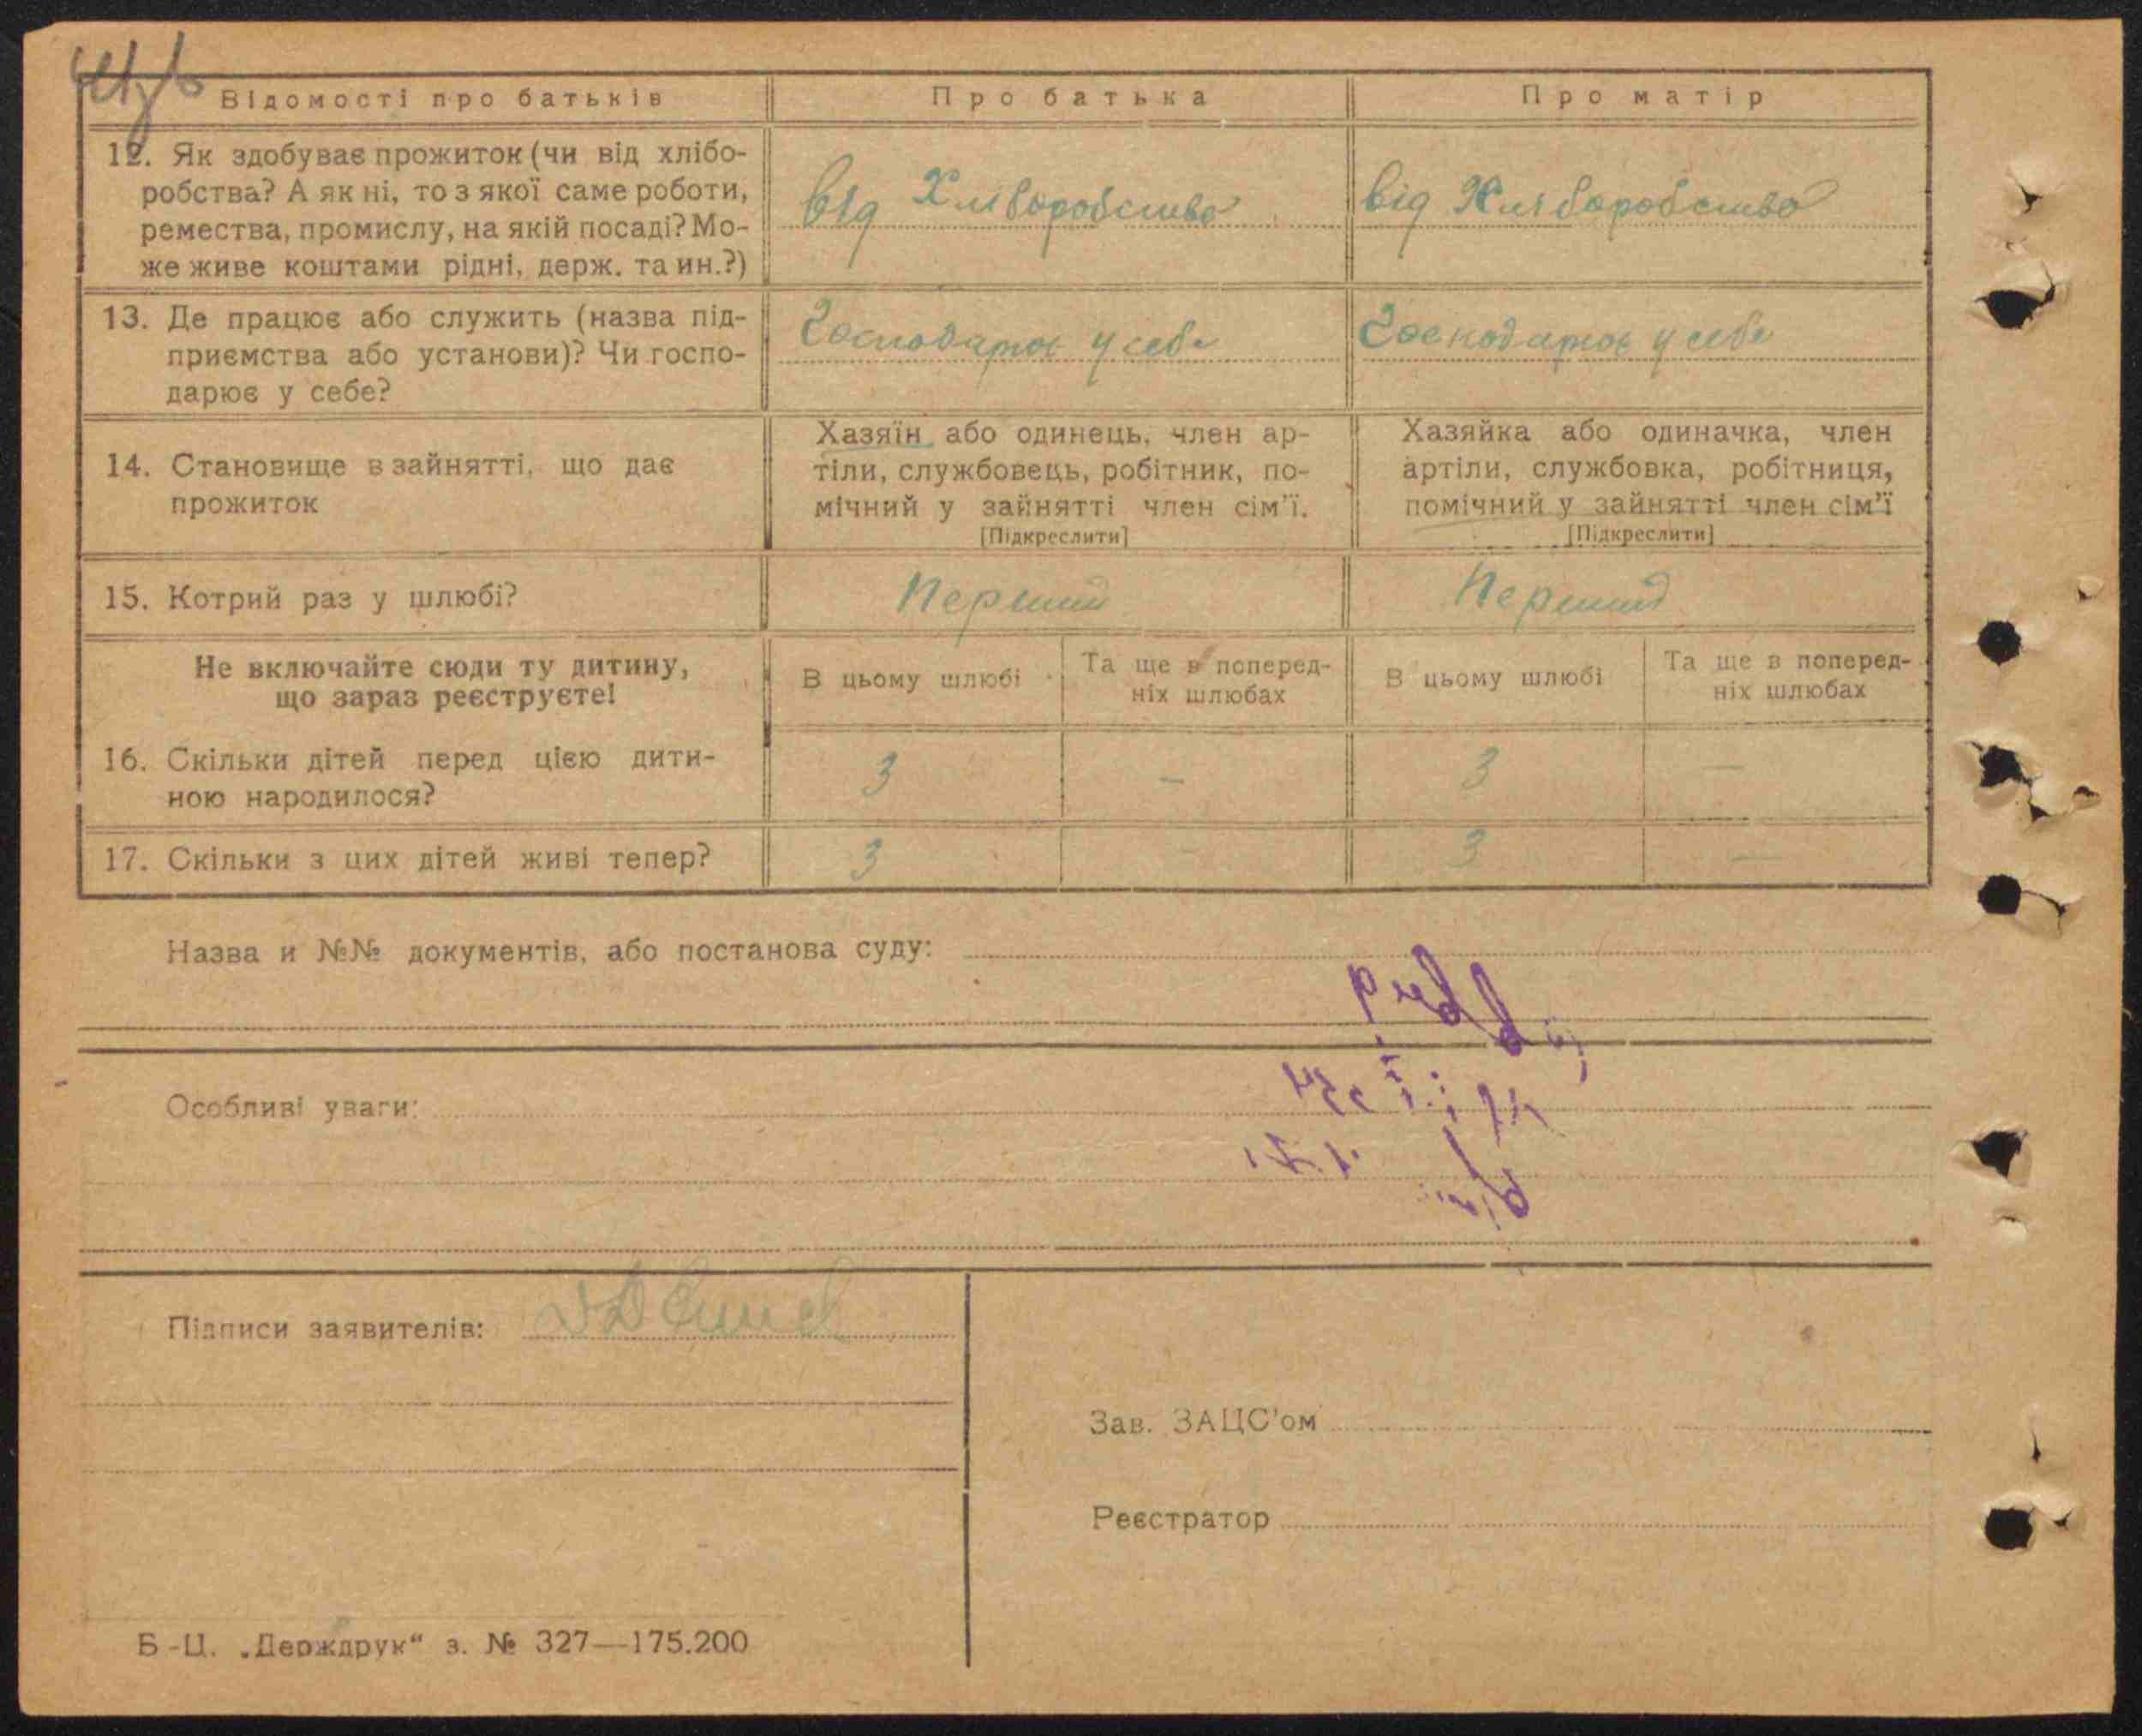 Відомості про батьків
Про батька
Про матір
12. Як здобуває прожиток (чи від хлібо-
робства? А як ні, то з якої саме роботи,
ремества, промислу, на якій посаді? Мо-
же живе коштами рідні, держ. та ин.?)
від Хліборобства
від Хліборобства
13. Де працює або служить (назва під-
приємства або установи)? Чи госпо-
дарює у себе?
Господарює у себе
Господарює у себе
14. Становище в зайнятті, що дає
прожиток
Хазяїн або одинець, член ар-
тіли, службовець, робітник, по-
мічний у зайнятті член сім'ї.
[Підкреслити]
Хазяйка або одиначка, член
артіли, службовка, робітниця,
помічний у зайнятті член сім'ї
[Підкреслити]
15. Котрий раз у шлюбі?
Перший
Перший
Не включайте сюди ту дитину,
що зараз реєструєте!
В цьому шлюбі
Та ще в поперед-
ніх шлюбах
В цьому шлюбі
Та ще в поперед-
ніх шлюбах
16. Скільки дітей перед цією дити-
ною народилося?
3 - 3 —
17. Скільки з цих дітей живі тепер?
3 - 3 —
Назва и №№ документів, або постанова суду:
Особливі уваги:
Підписи заявителів:
Зав. ЗАЦС'ом
Реєстратор
Б-Ц. „Держдрук“ з. № 327—175.200